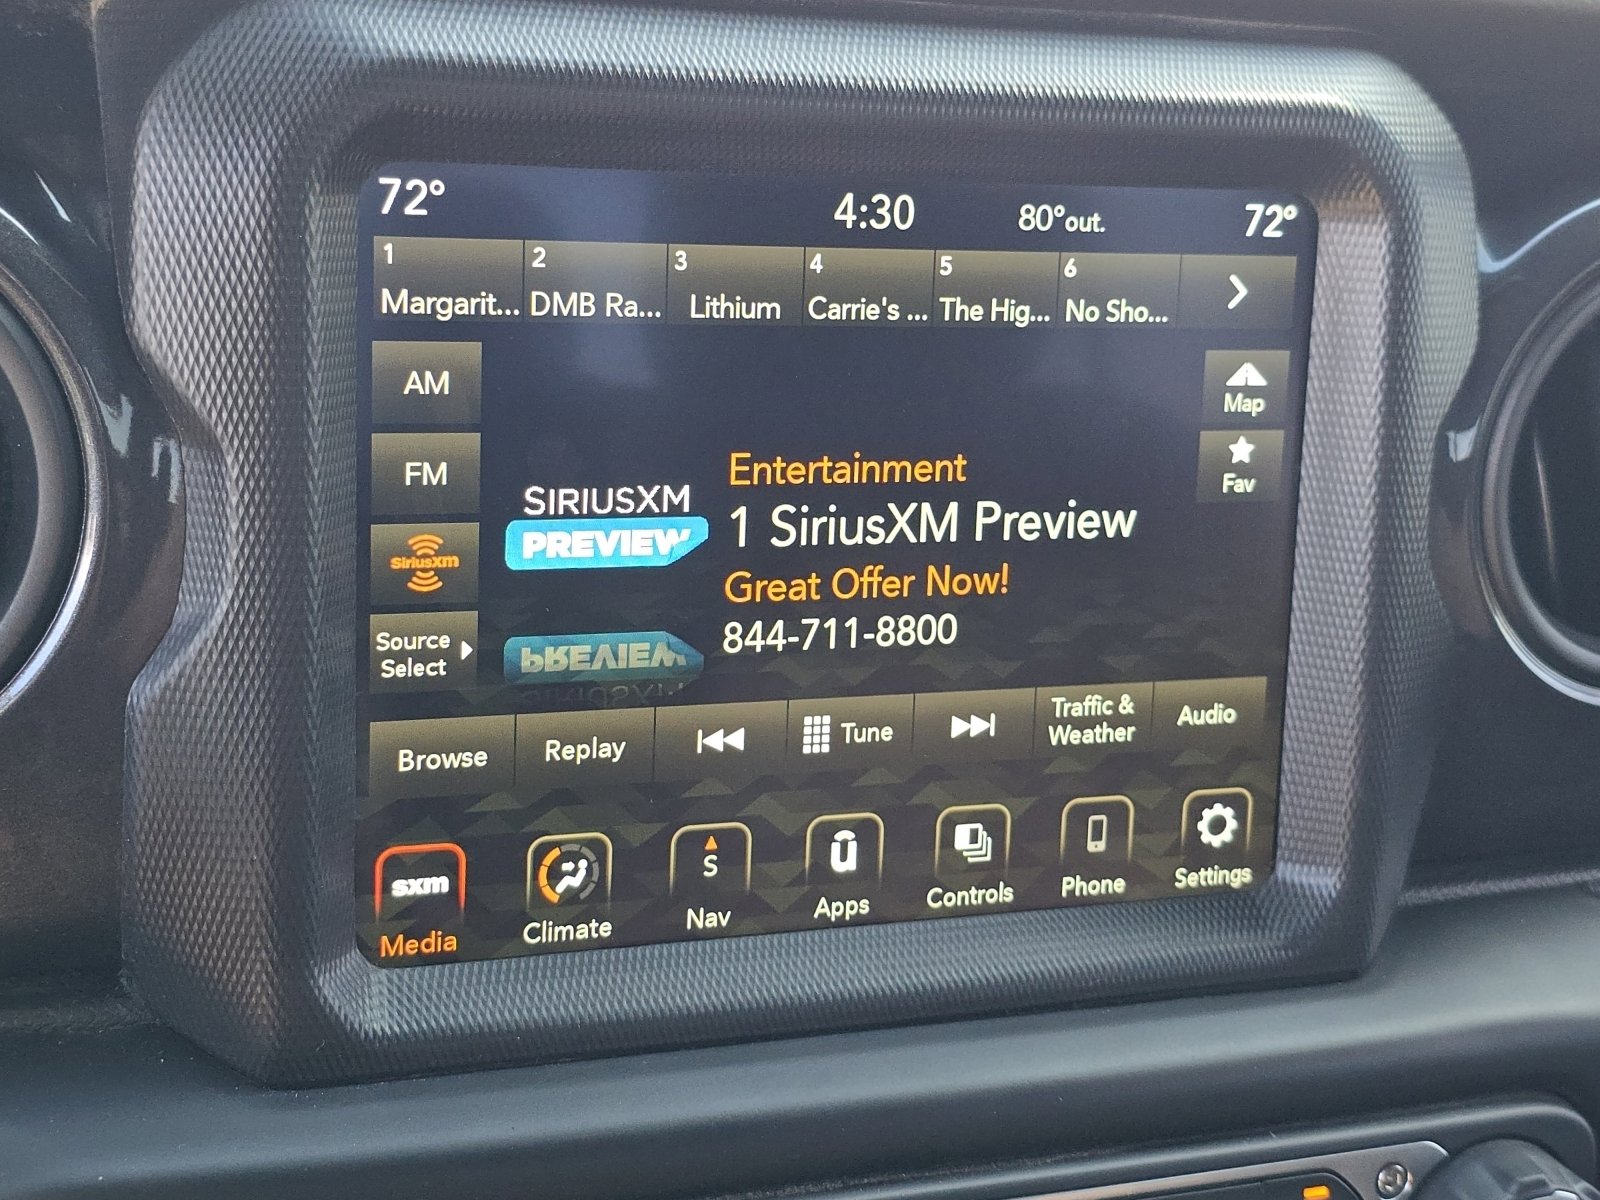 72° 4:30 80°out. 72°
1 2 3 4 5 6
Margarit... DMB Ra... Lithium Carrie's ... The Hig... No Sho...
AM
Map
FM
Fav
SiriusXM
Source
Select
SIRIUSXM
PREVIEW
Entertainment
1 SiriusXM Preview
Great Offer Now!
844-711-8800
Browse Replay Tune Traffic &
Weather Audio
sxm S
Media Climate Nav Apps Controls Phone Settings